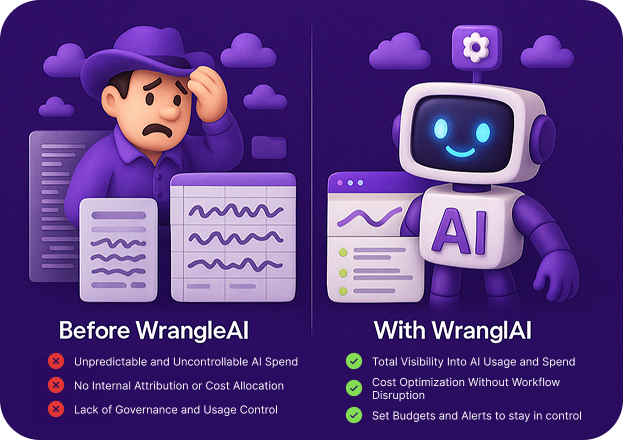 AI
Before WrangleAI
Unpredictable and Uncontrollable AI Spend
No Internal Attribution or Cost Allocation
Lack of Governance and Usage Control
With WranglAI
Total Visibility Into AI Usage and Spend
Cost Optimization Without Workflow
Disruption
Set Budgets and Alerts to stay in control